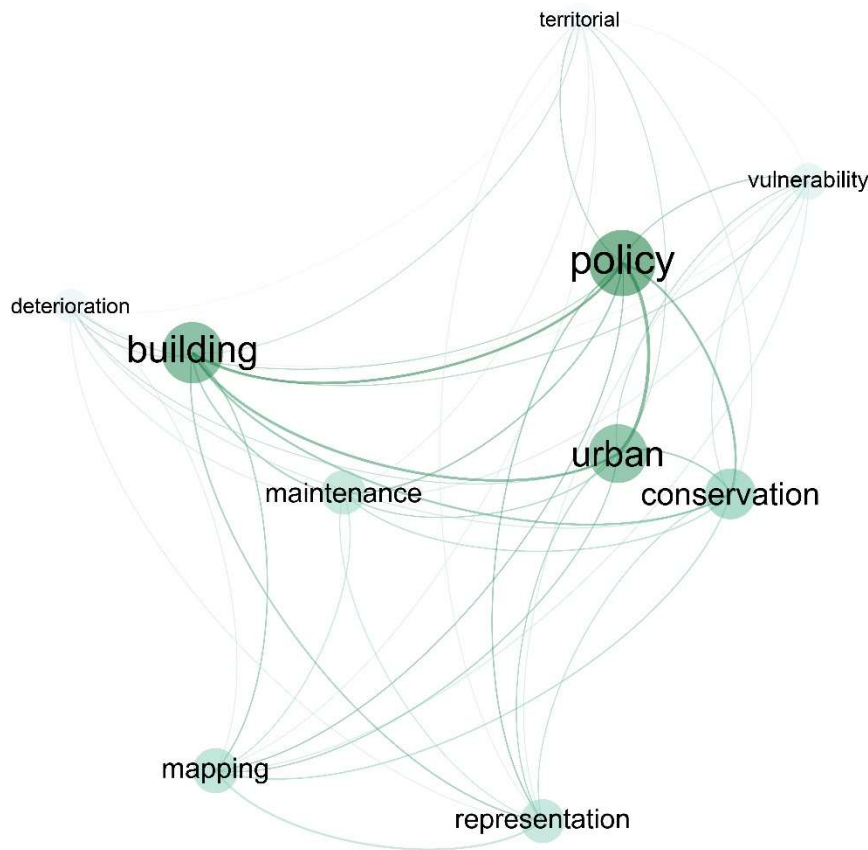 territorial
vulnerability
policy
deterioration
building
urban
maintenance
conservation
mapping
representation